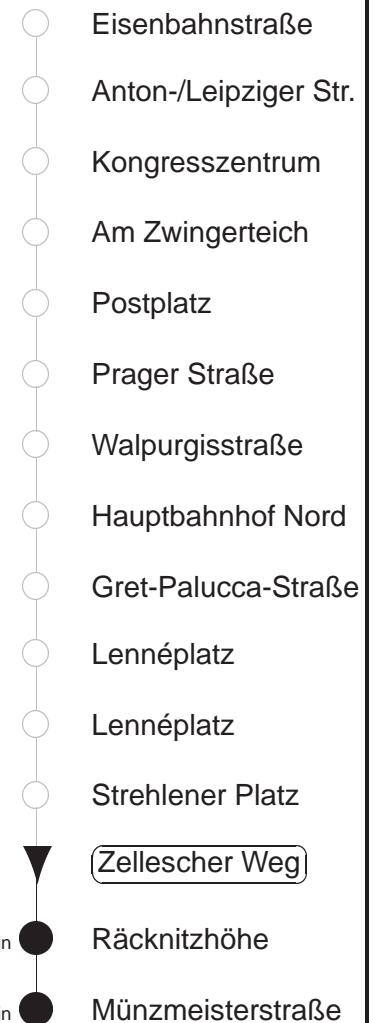 Eisenbahnstraße
Anton-/Leipziger Str.
Kongresszentrum
Am Zwingerteich
Postplatz
Prager Straße
Walpurgisstraße
Hauptbahnhof Nord
Gret-Palucca-Straße
Lennéplatz
Lennéplatz
Strehlener Platz
Zellescher Weg
Räcknitzhöhe
Münzmeisterstraße